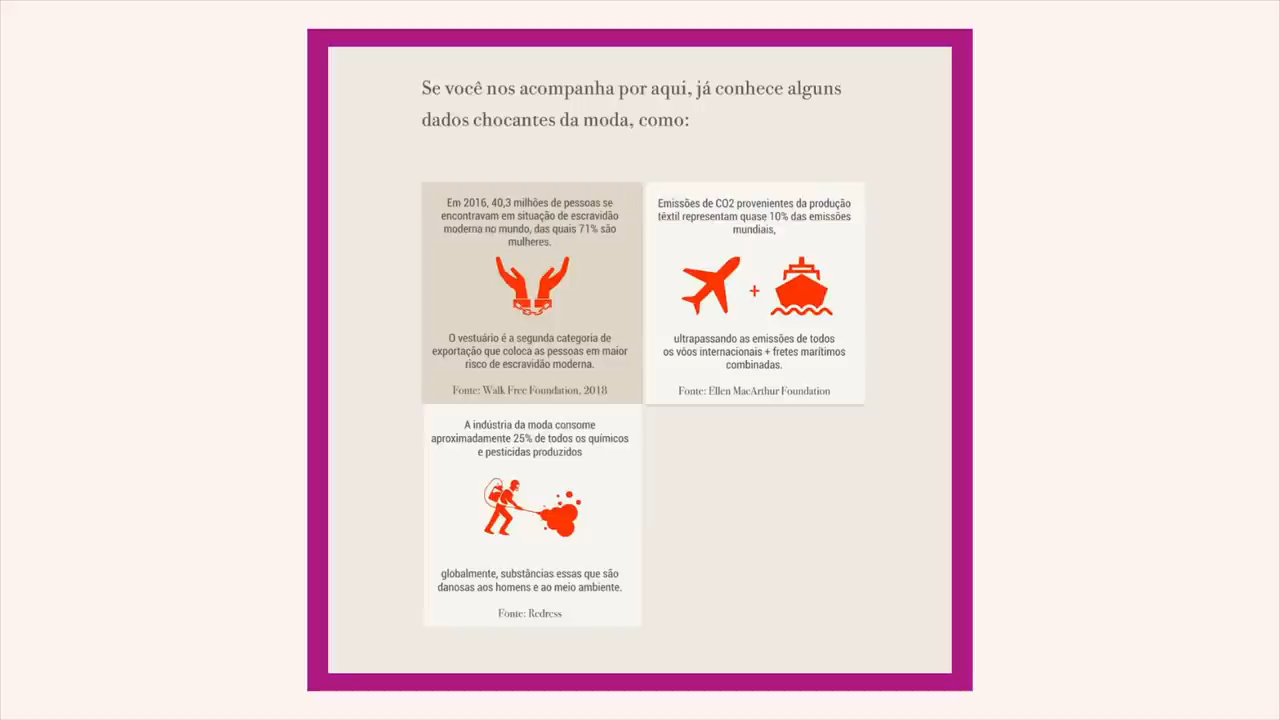 Se você nos acompanha por aqui, já conhece alguns
dados chocantes da moda, como:
Em 2016, 40,3 milhões de pessoas se
encontravam em situação de escravidão
moderna no mundo, das quais 71% são
mulheres.
O vestuário é a segunda categoria de
exportação que coloca as pessoas em maior
risco de escravidão moderna.
Fonte: Walk Free Foundation, 2018
Emissões de CO2 provenientes da produção
têxtil representam quase 10% das emissões
mundiais,
+
ultrapassando as emissões de todos
os vôos internacionais + fretes marítimos
combinadas.
Fonte: Ellen MacArthur Foundation
A indústria da moda consome
aproximadamente 25% de todos os químicos
e pesticidas produzidos
globalmente, substâncias essas que são
danosas aos homens e ao meio ambiente.
Fonte: Redress